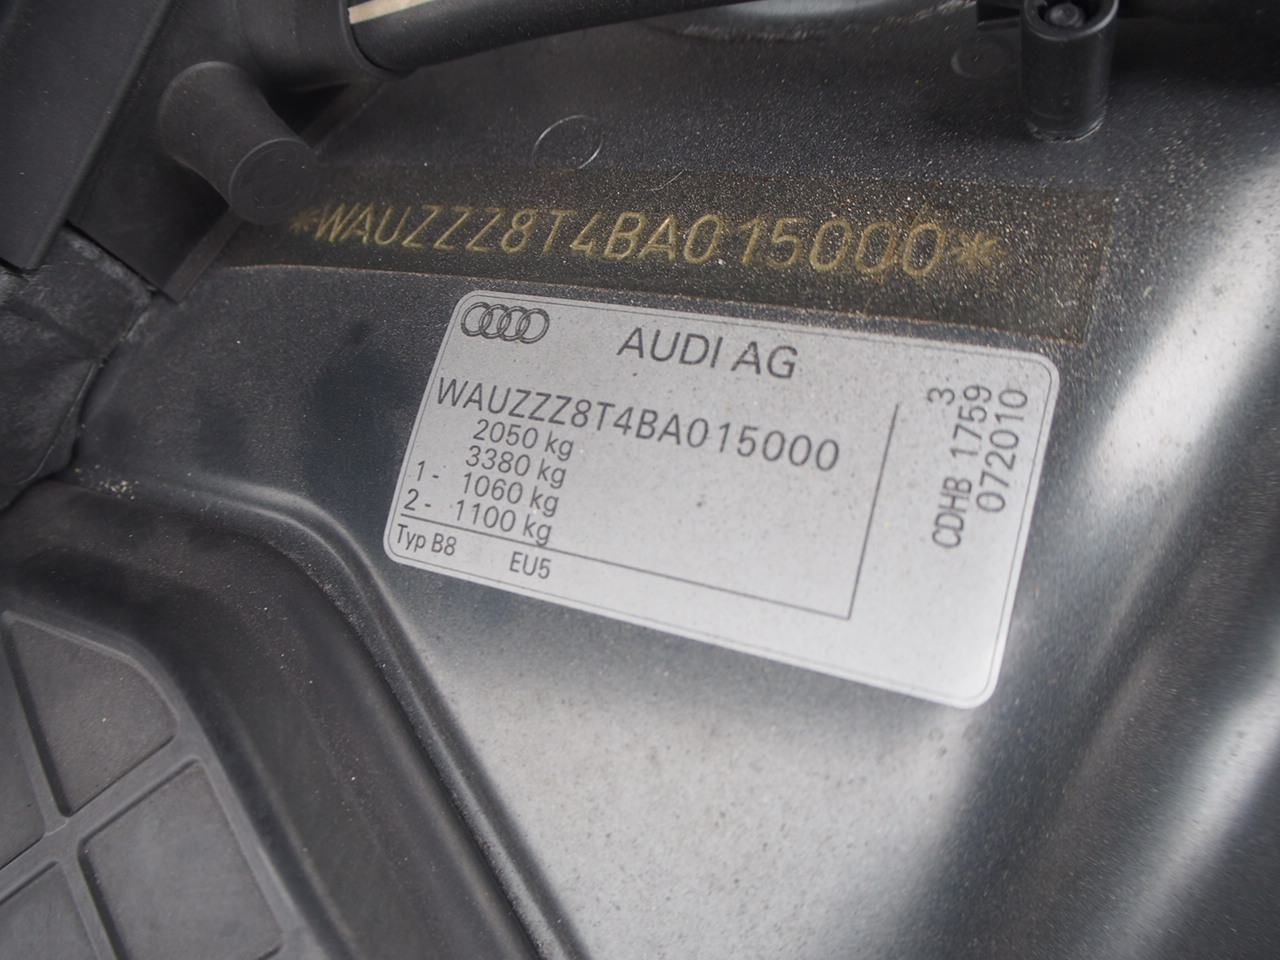 *WAUZZZ8T4BA015000*
AUDI AG
WAUZZZ8T4BA015000
2050 kg
3380 kg
1 - 1060 kg
2 - 1100 kg
Typ B8 EU5
3
CDHB 1759
072010